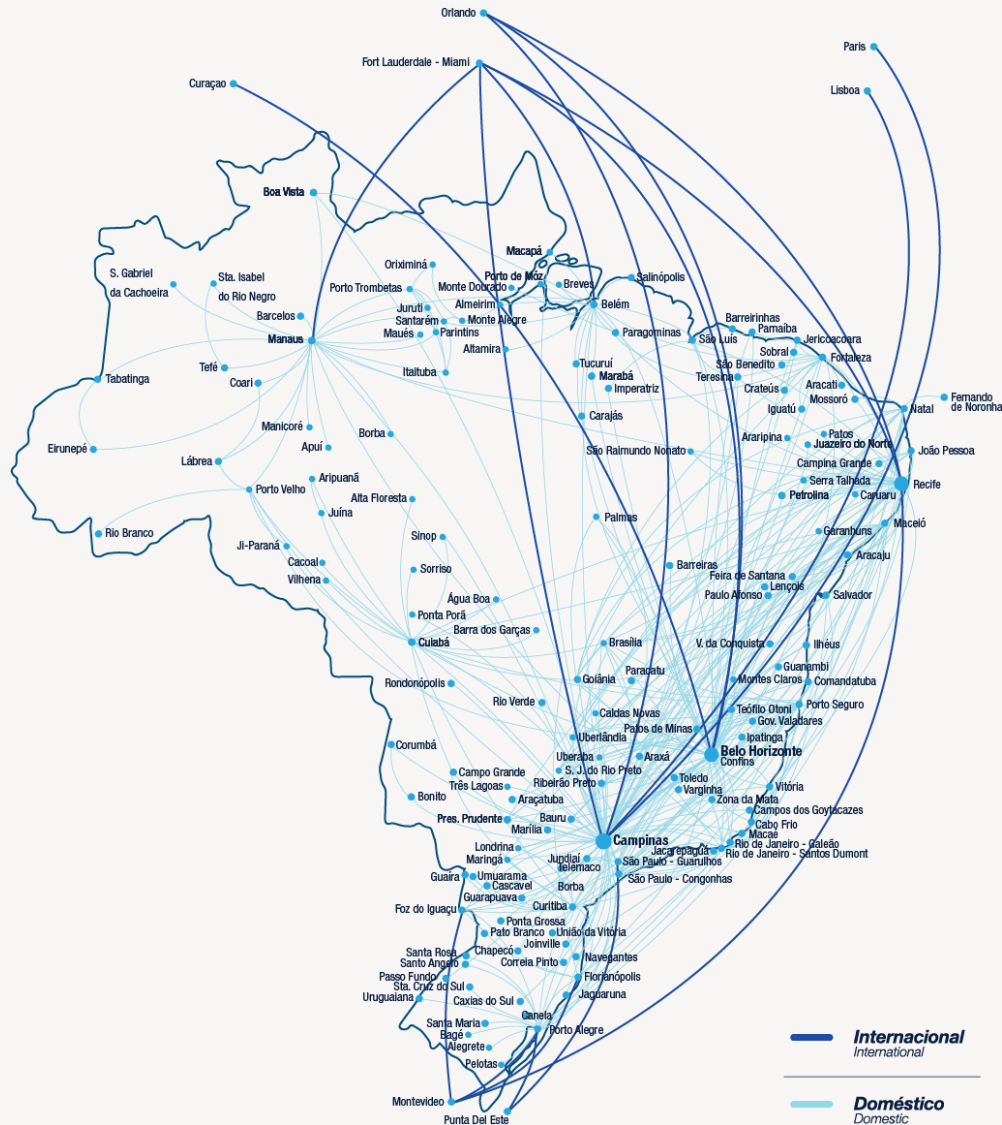 Orlando
Paris
Fort Lauderdale - Miami
Curaçao
Lisboa
Boa Vista
Macapá
S. Gabriel
da Cachoeira
Sta. Isabel
do Rio Negro
Oriximiná
Porto de Móz
Salinópolis
Porto Trombetas
Monte Dourado
Breves
Barcelos
Juruti
Almeirim
Belém
Santarém
Monte Alegre
Barreirinhas
Parnaíba
Manaus
Maués
Parintins
Paragominas
São Luís
Jericoacoara
Altamira
Sobral
Fortaleza
Tefé
Itaituba
Tucuruí
São Benedito
Tabatinga
Coari
Marabá
Teresina
Imperatriz
Crateús
Aracati
Mossoró
Fernando
de Noronha
Iguatú
Natal
Carajás
Manicoré
Borba
Araripina
Patos
Eirunepé
Apuí
São Raimundo Nonato
Juazeiro do Norte
João Pessoa
Lábrea
Campina Grande
Aripuanã
Serra Talhada
Porto Velho
Alta Floresta
Petrolina
Caruaru
Recife
Juína
Palmas
Maceió
Rio Branco
Garanhuns
Ji-Paraná
Sinop
Aracaju
Cacoal
Sorriso
Barreiras
Vilhena
Feira de Santana
Lençois
Água Boa
Paulo Afonso
Salvador
Ponta Porã
Barra dos Garças
Cuiabá
Brasília
V. da Conquista
Ilhéus
Guanambi
Rondonópolis
Goiânia
Paracatu
Montes Claros
Comandatuba
Rio Verde
Caldas Novas
Teófilo Otoni
Porto Seguro
Patos de Minas
Gov. Valadares
Uberlândia
Ipatinga
Corumbá
Belo Horizonte
Confins
Uberaba
Araxá
Campo Grande
S. J. do Rio Preto
Toledo
Três Lagoas
Ribeirão Preto
Varginha
Vitória
Bonito
Araçatuba
Zona da Mata
Campos dos Goytacazes
Pres. Prudente
Bauru
Cabo Frio
Marília
Macaé
Campinas
Rio de Janeiro - Galeão
Londrina
Jacarepaguá
Rio de Janeiro - Santos Dumont
Maringá
Jundiaí
São Paulo - Guarulhos
Telêmaco
Borba
Guaíra
Umuarama
São Paulo - Congonhas
Cascavel
Guarapuava
Foz do Iguaçu
Curitiba
Ponta Grossa
Pato Branco
União da Vitória
Joinville
Santa Rosa
Chapecó
Santo Angelo
Correia Pinto
Navegantes
Passo Fundo
Florianópolis
Sta. Cruz do Sul
Uruguaiana
Caxias do Sul
Jaguaruna
Canela
Santa Maria
Porto Alegre
Bagé
Alegrete
Pelotas
Montevideo
Punta Del Este
Internacional
International
Doméstico
Domestic